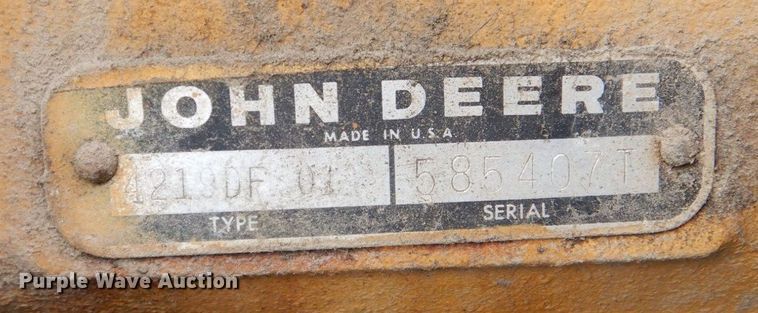 JOHN DEERE
MADE IN U.S.A.
4219DF 01 585407T
TYPE SERIAL
Purple Wave Auction